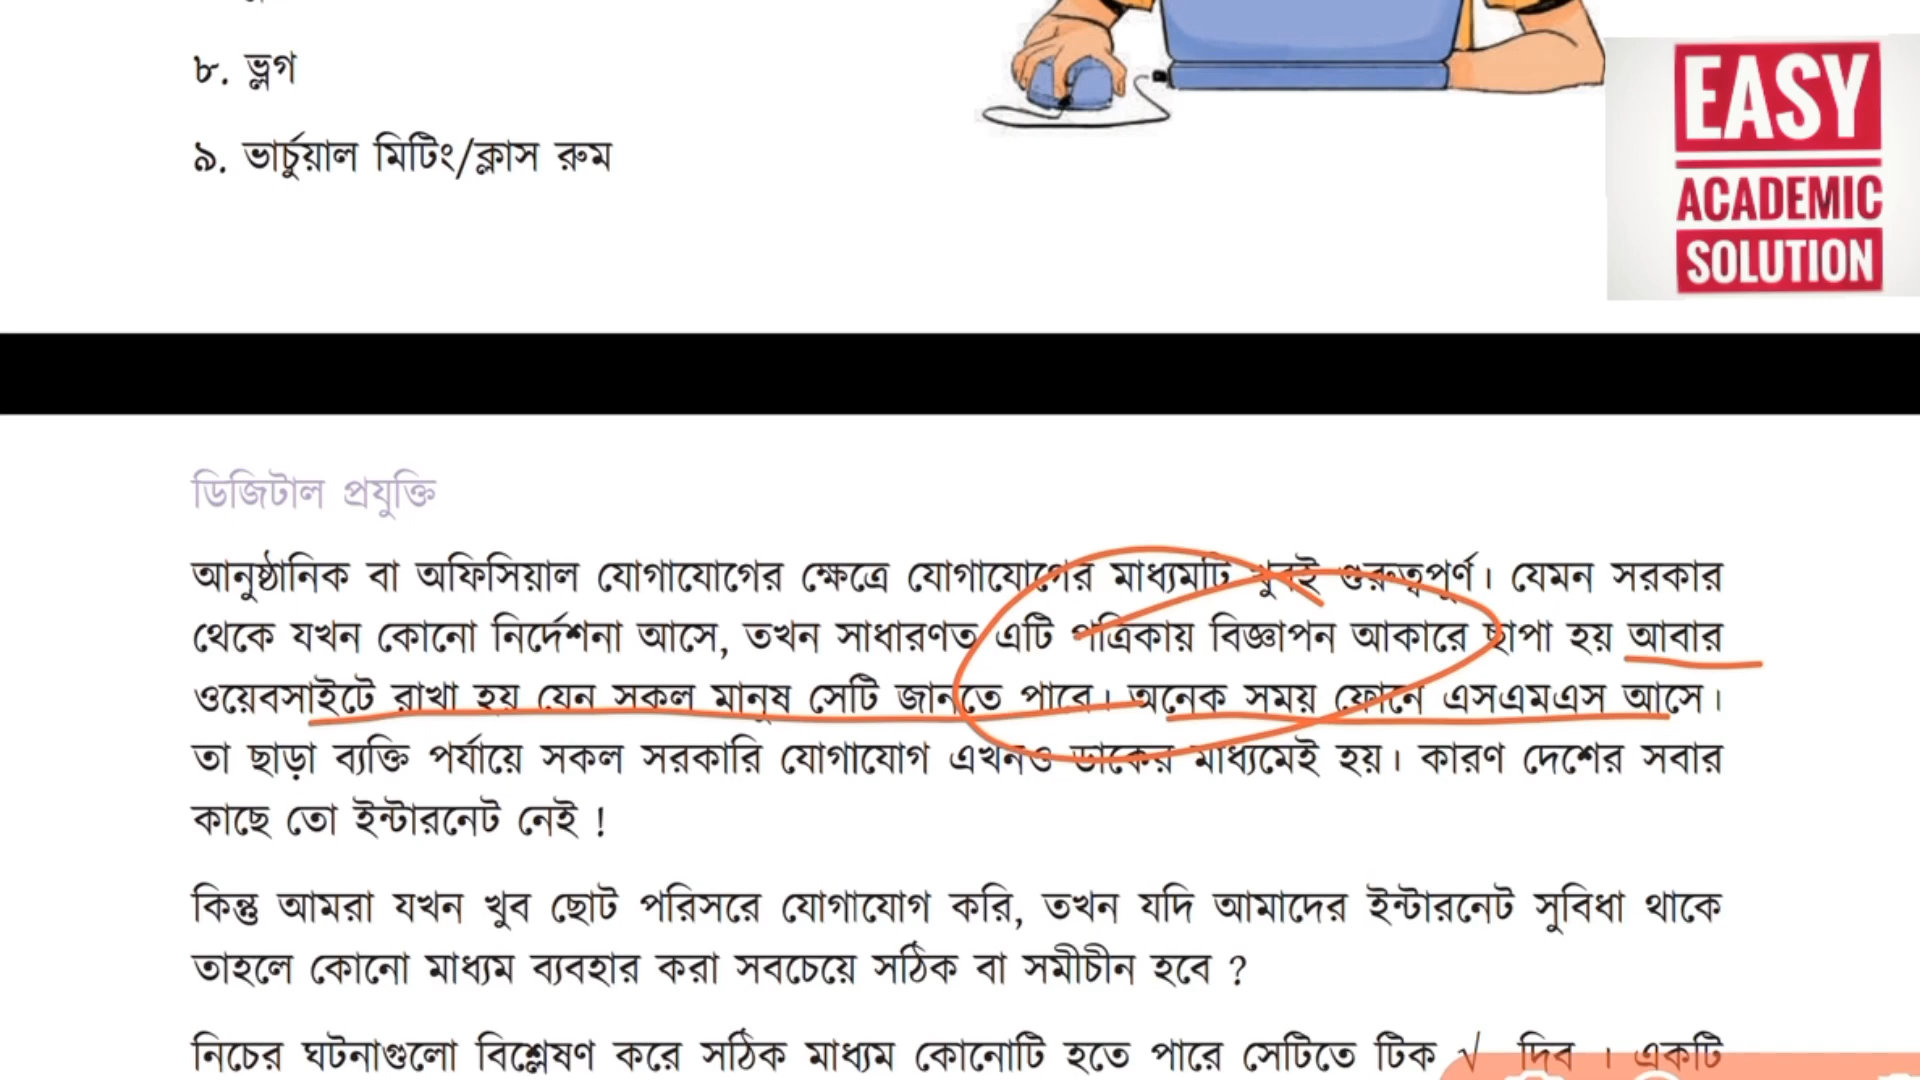 ৮. ভ্লগ
৯. ভার্চুয়াল মিটিং/ক্লাস রুম
EASY
ACADEMIC
SOLUTION
ডিজিটাল প্রযুক্তি
আনুষ্ঠানিক বা অফিসিয়াল যোগাযোগের ক্ষেত্রে যোগাযোগের মাধ্যমটি খুবই গুরুত্বপূর্ণ। যেমন সরকার
থেকে যখন কোনো নির্দেশনা আসে, তখন সাধারণত এটি পত্রিকায় বিজ্ঞাপন আকারে ছাপা হয় আবার
ওয়েবসাইটে রাখা হয় যেন সকল মানুষ সেটি জানতে পারে। অনেক সময় ফোনে এসএমএস আসে।
তা ছাড়া ব্যক্তি পর্যায়ে সকল সরকারি যোগাযোগ এখনও ডাকের মাধ্যমেই হয়। কারণ দেশের সবার
কাছে তো ইন্টারনেট নেই !
কিন্তু আমরা যখন খুব ছোট পরিসরে যোগাযোগ করি, তখন যদি আমাদের ইন্টারনেট সুবিধা থাকে
তাহলে কোনো মাধ্যম ব্যবহার করা সবচেয়ে সঠিক বা সমীচীন হবে ?
নিচের ঘটনাগুলো বিশ্লেষণ করে সঠিক মাধ্যম কোনোটি হতে পারে সেটিতে টিক √ দিব । একটি